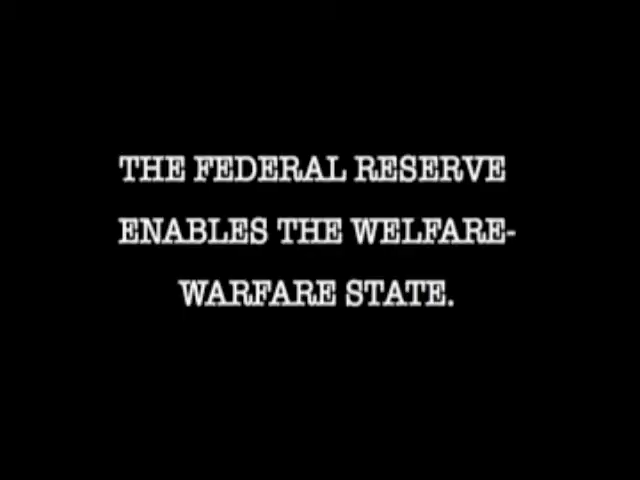 THE FEDERAL RESERVE
ENABLES THE WELFARE-
WARFARE STATE.